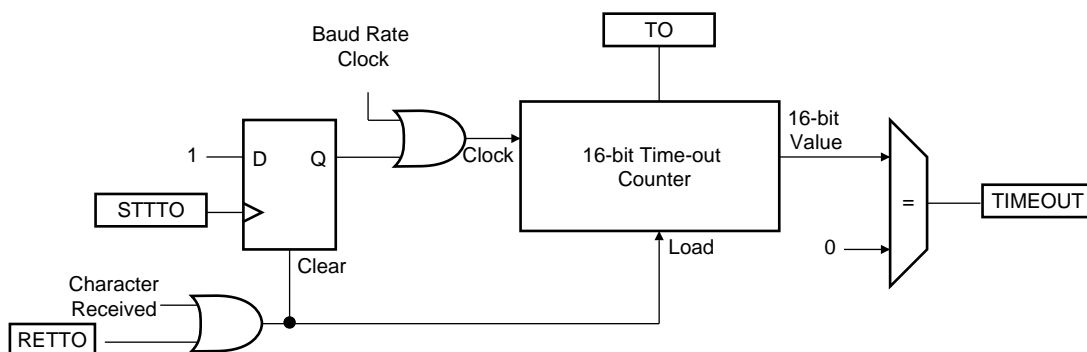 TO
Baud Rate
Clock
16-bit
Value
1
D
Q
Clock
16-bit Time-out
Counter
STTTO
=
TIMEOUT
Clear
Load
0
Character
Received
RETTO